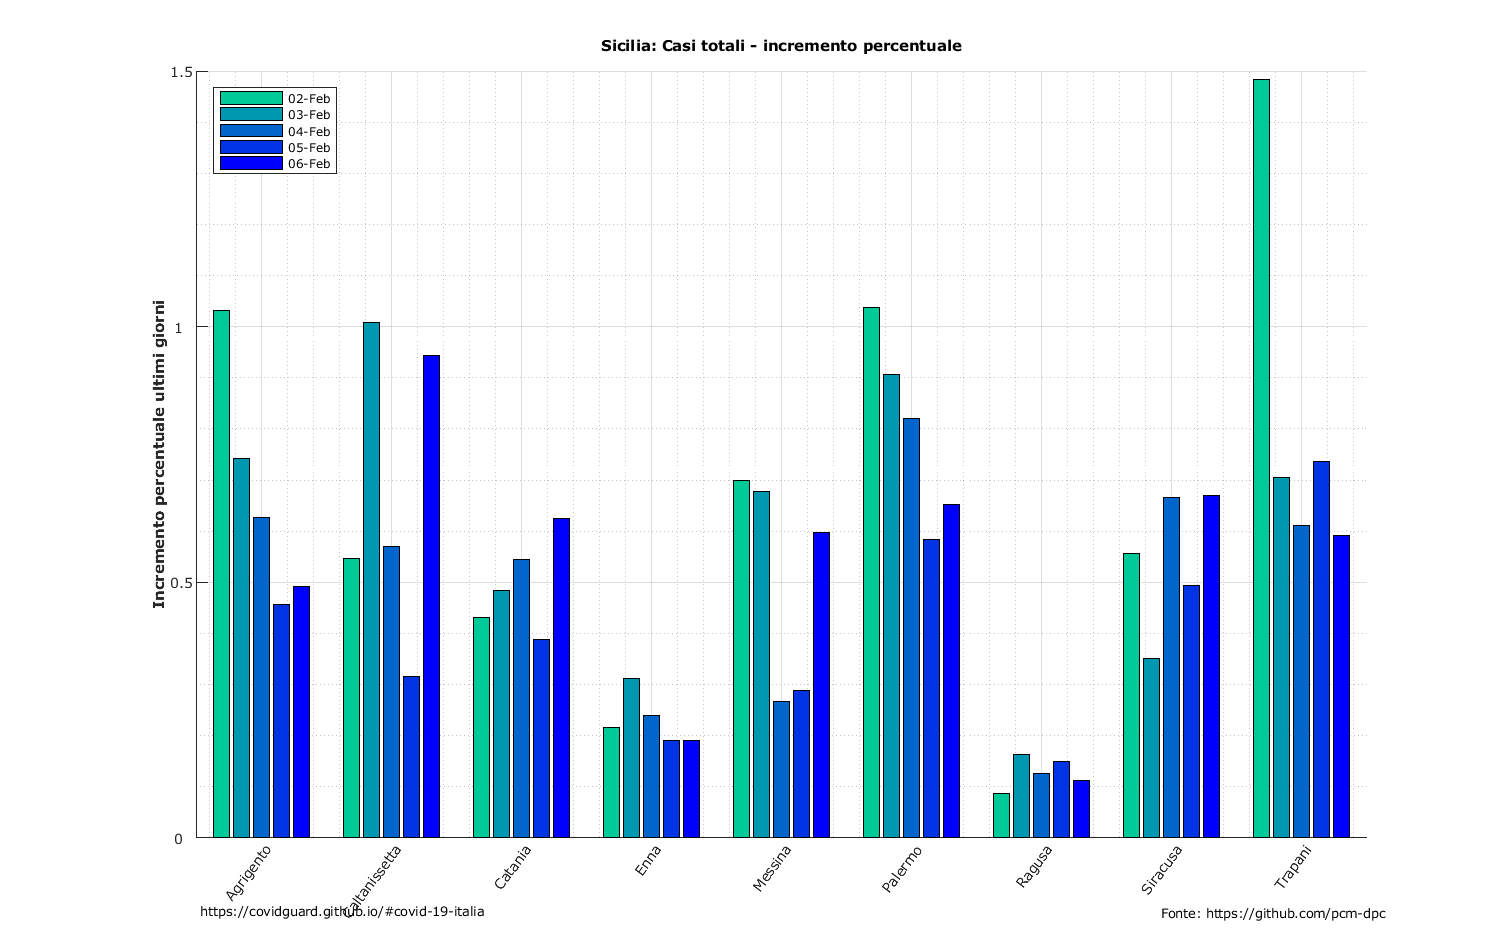 Sicilia: Casi totali - incremento percentuale
1.5
1
0.5
0
Incremento percentuale ultimi giorni
02-Feb
03-Feb
04-Feb
05-Feb
06-Feb
Agrigento
Caltanissetta
Catania
Enna
Messina
Palermo
Ragusa
Siracusa
Trapani
https://covidguard.github.io/#covid-19-italia
Fonte: https://github.com/pcm-dpc